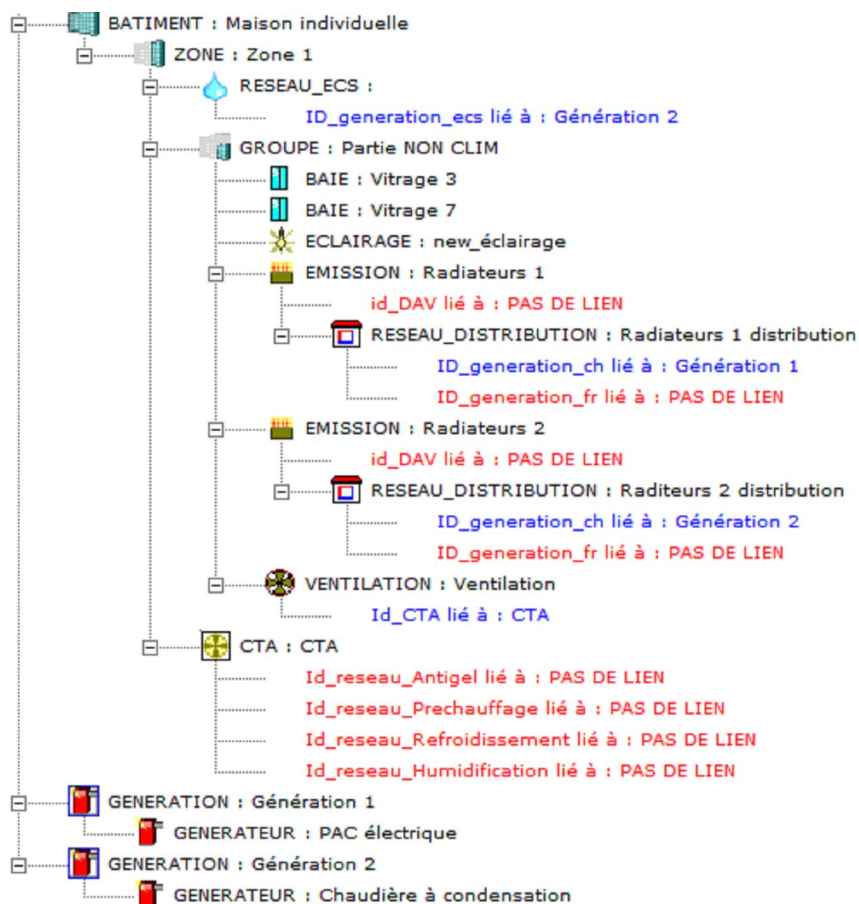 BATIMENT : Maison individuelle
ZONE : Zone 1
RESEAU_ECS :
ID_generation_ecs lié à : Génération 2
GROUPE : Partie NON CLIM
BAIE : Vitrage 3
BAIE : Vitrage 7
ECLAIRAGE : new_éclairage
EMISSION : Radiateurs 1
id_DAV lié à : PAS DE LIEN
RESEAU_DISTRIBUTION : Radiateurs 1 distribution
ID_generation_ch lié à : Génération 1
ID_generation_fr lié à : PAS DE LIEN
EMISSION : Radiateurs 2
id_DAV lié à : PAS DE LIEN
RESEAU_DISTRIBUTION : Raditeurs 2 distribution
ID_generation_ch lié à : Génération 2
ID_generation_fr lié à : PAS DE LIEN
VENTILATION : Ventilation
Id_CTA lié à : CTA
CTA : CTA
Id_reseau_Antigel lié à : PAS DE LIEN
Id_reseau_Prechauffage lié à : PAS DE LIEN
Id_reseau_Refroidissement lié à : PAS DE LIEN
Id_reseau_Humidification lié à : PAS DE LIEN
GENERATION : Génération 1
GENERATEUR : PAC électrique
GENERATION : Génération 2
GENERATEUR : Chaudière à condensation